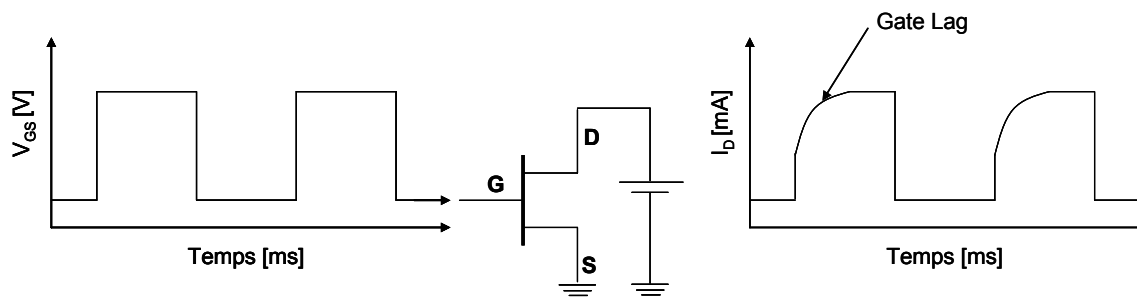 V_GS [V]
Temps [ms]
G
D
S
Gate Lag
I_D [mA]
Temps [ms]